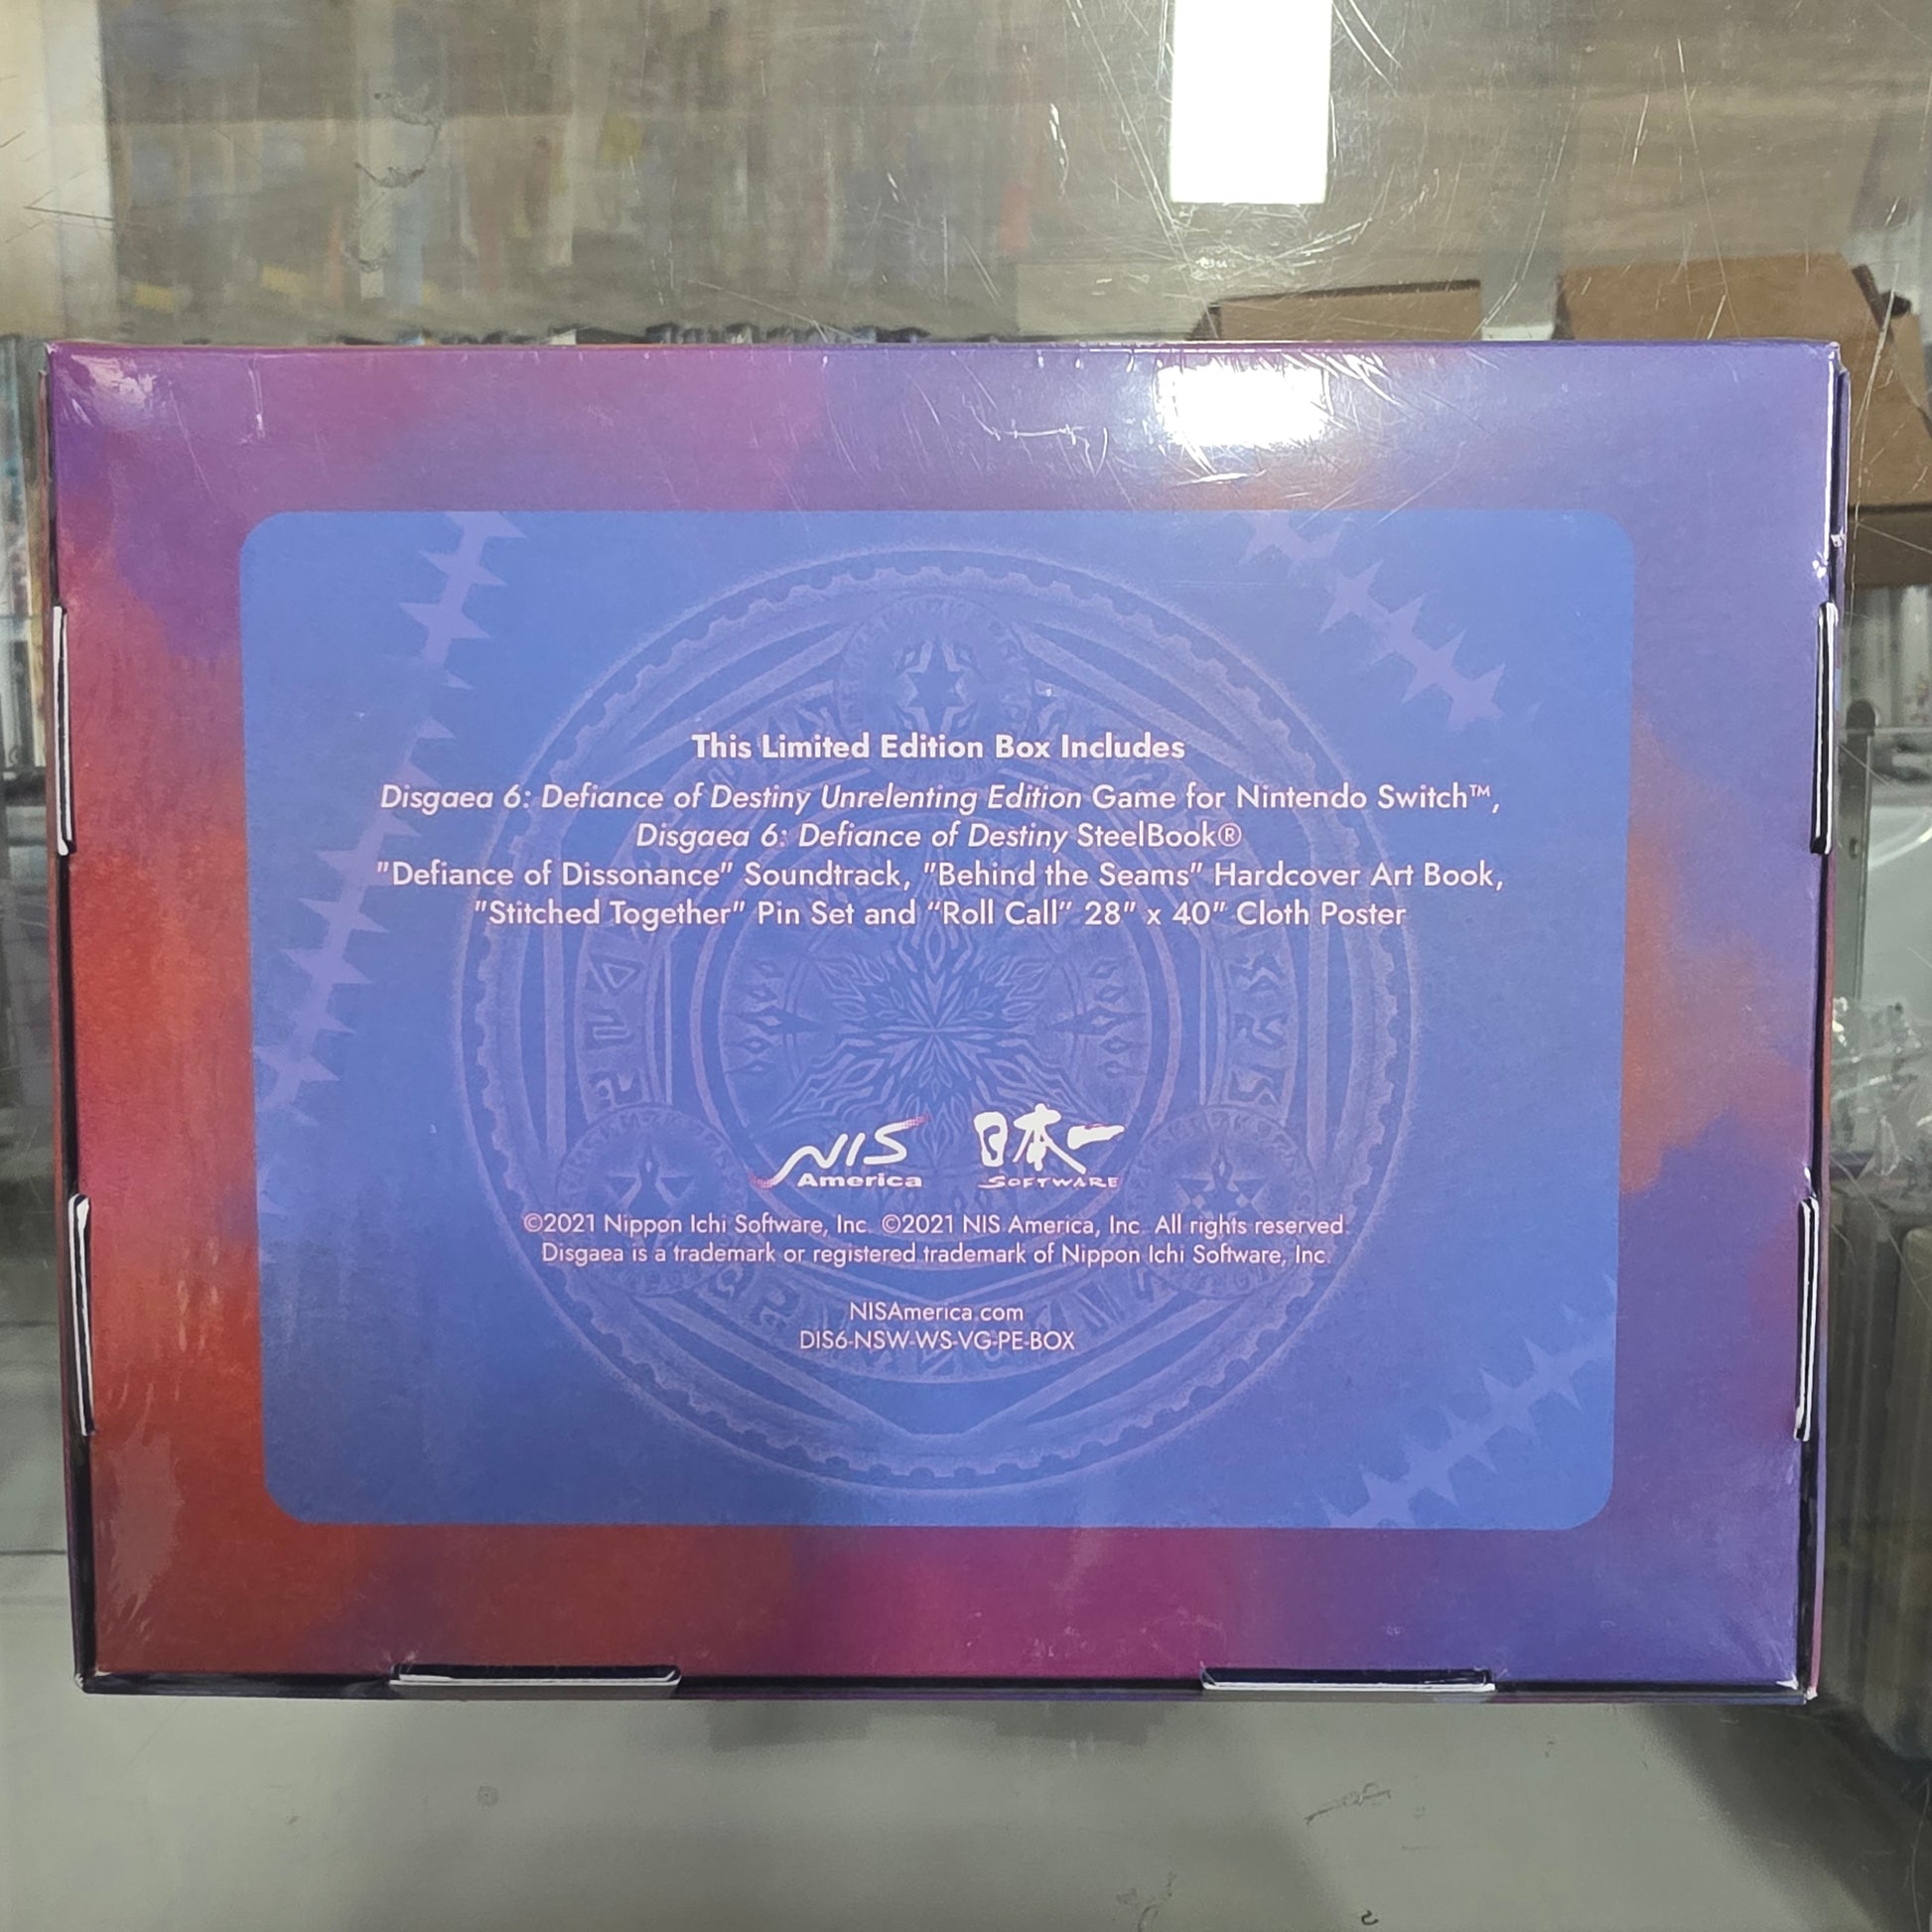 This Limited Edition Box Includes
Disgaea 6: Defiance of Destiny Unrelenting Edition Game for Nintendo Switch™,
Disgaea 6: Defiance of Destiny SteelBook®
"Defiance of Dissonance" Soundtrack, "Behind the Seams" Hardcover Art Book,
"Stitched Together" Pin Set and “Roll Call” 28" x 40" Cloth Poster
NIS
America
日本一
SOFTWARE
©2021 Nippon Ichi Software, Inc. ©2021 NIS America, Inc. All rights reserved.
Disgaea is a trademark or registered trademark of Nippon Ichi Software, Inc.
NISAmerica.com
DIS6-NSW-WS-VG-PE-BOX